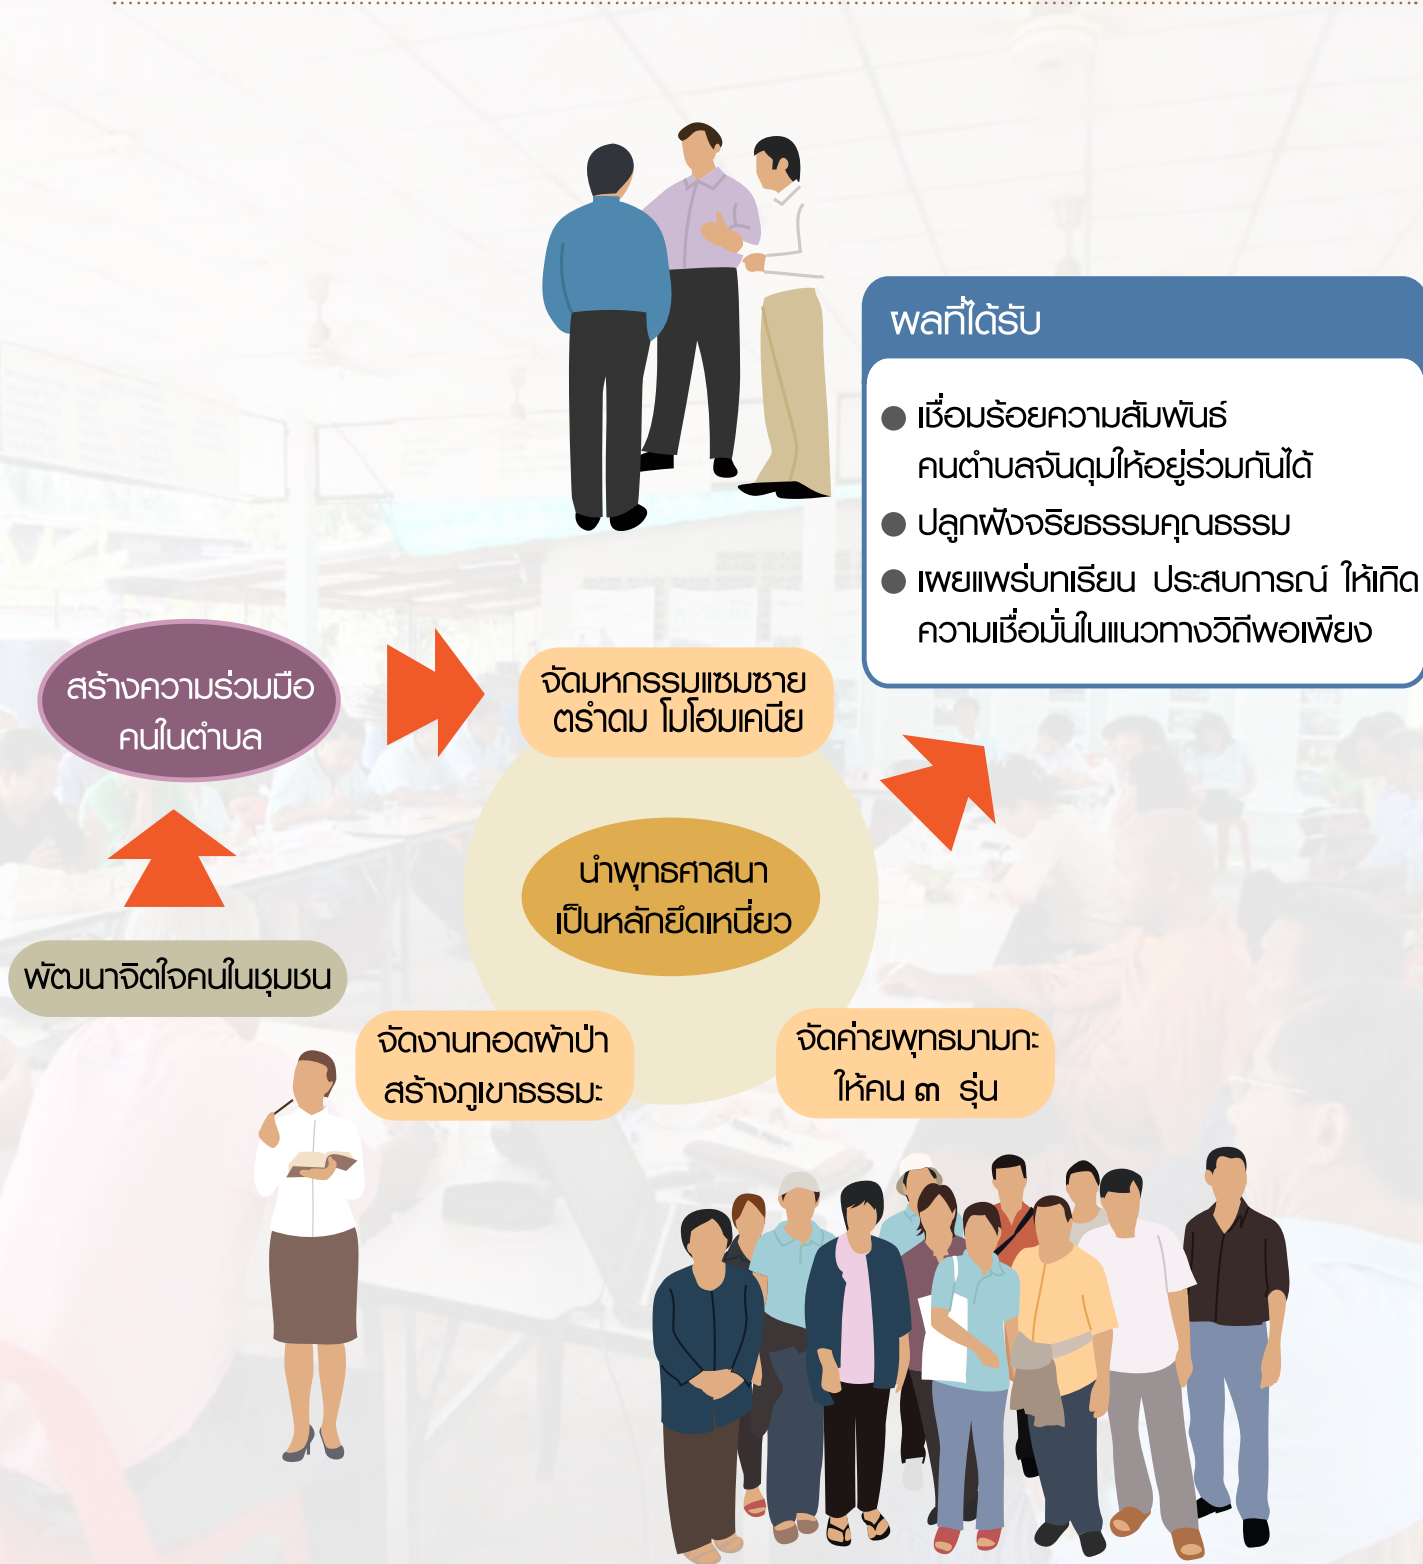 ผลที่ได้รับ
● เชื่อมร้อยความสัมพันธ์
คนตำบลจันดุมให้อยู่ร่วมกันได้
● ปลูกฝังจริยธรรมคุณธรรม
● เผยแพร่บทเรียน ประสบการณ์ ให้เกิด
ความเชื่อมั่นในแนวทางวิถีพอเพียง
สร้างความร่วมมือ
คนในตำบล
จัดมหกรรมแซมซาย
ตรำดม โมโฮมเคนีย
นำพุทธศาสนา
เป็นหลักยึดเหนี่ยว
พัฒนาจิตใจคนในชุมชน
จัดงานทอดผ้าป่า
สร้างภูเขาธรรมะ
จัดค่ายพุทธมามกะ
ให้คน ๓ รุ่น